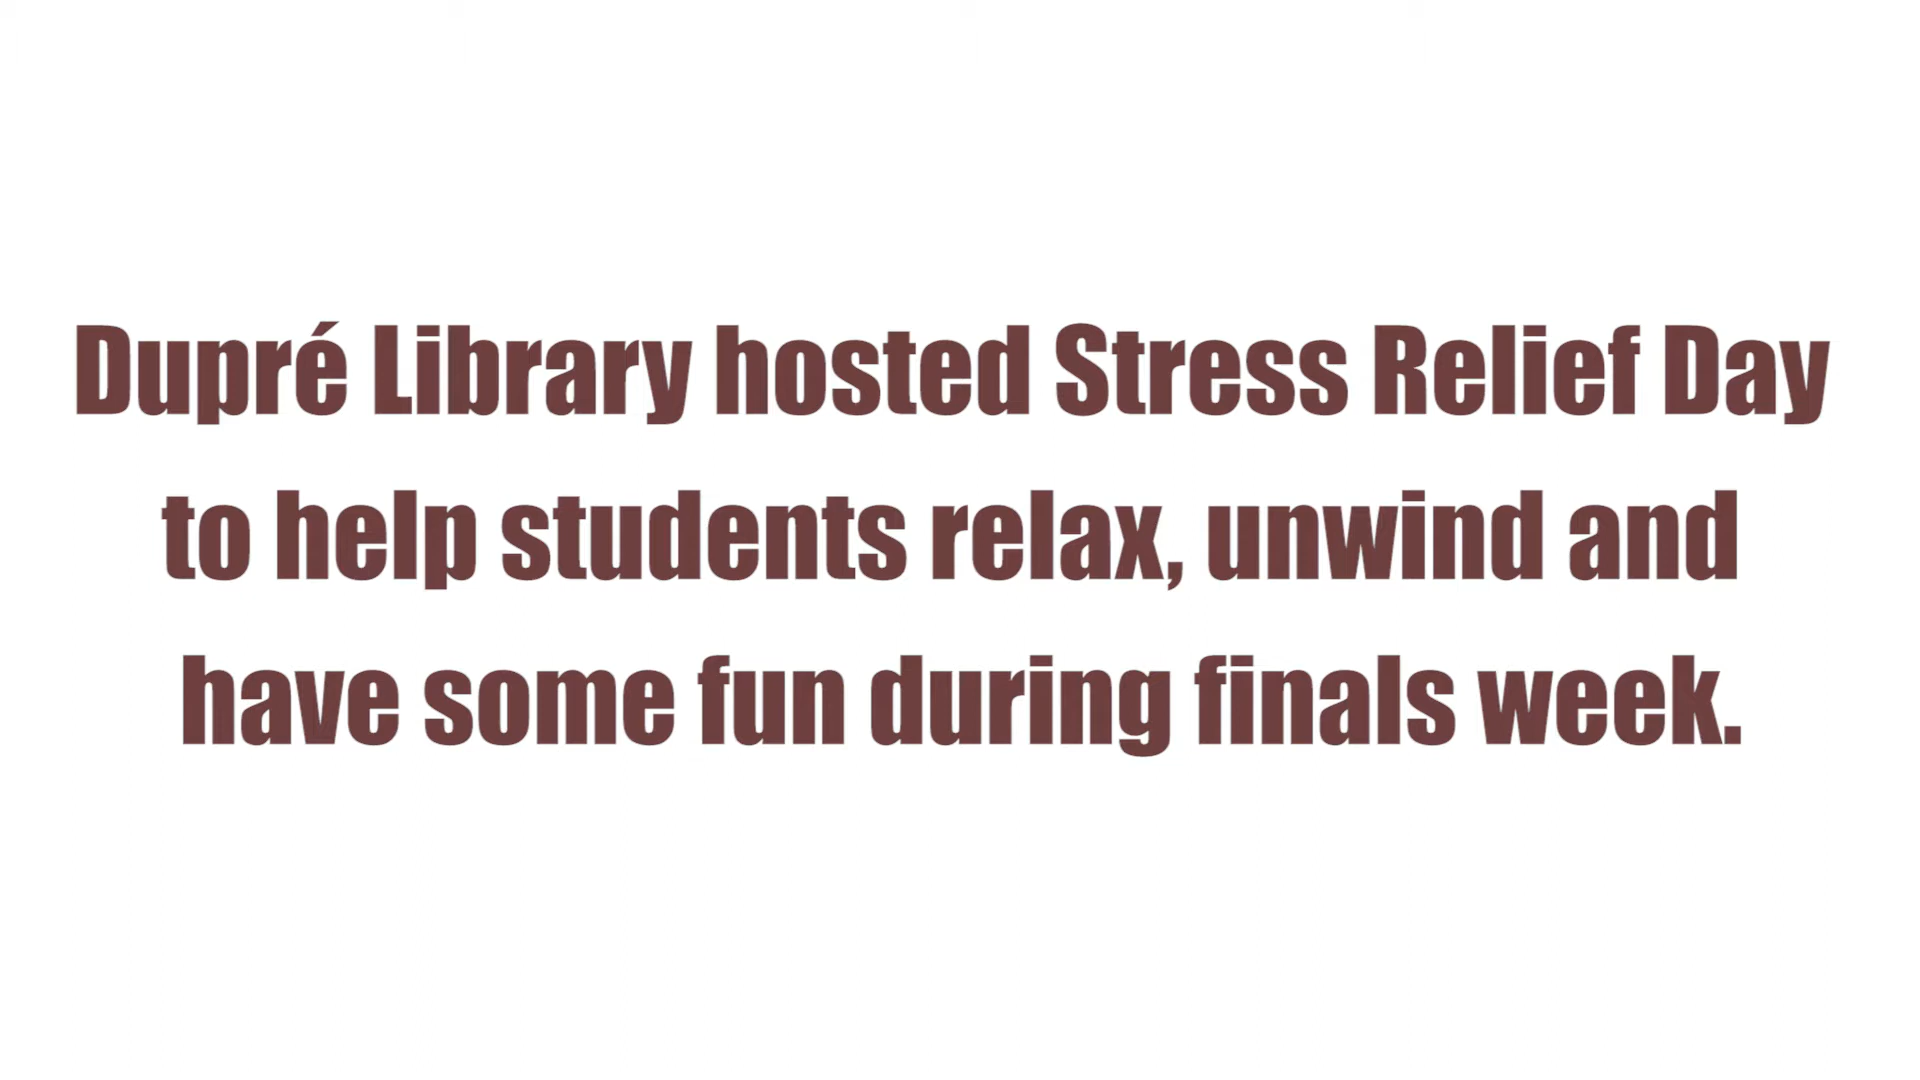 Dupré Library hosted Stress Relief Day
to help students relax, unwind and
have some fun during finals week.